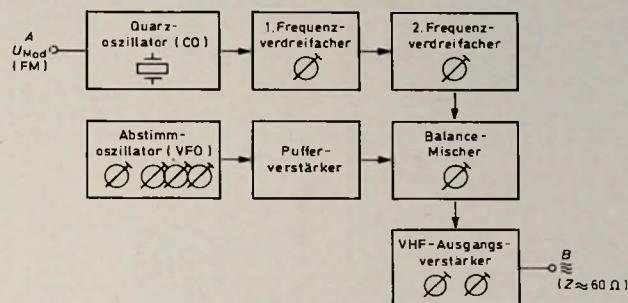 A
U_Mod
(FM)
Quarz-
oszillator (CO)
1. Frequenz-
verdreifacher
2. Frequenz-
verdreifacher
Abstimm-
oszillator (VFO)
Puffer-
verstärker
Balance-
Mischer
VHF-Ausgangs-
verstärker
B
(Z≈60 Ω)